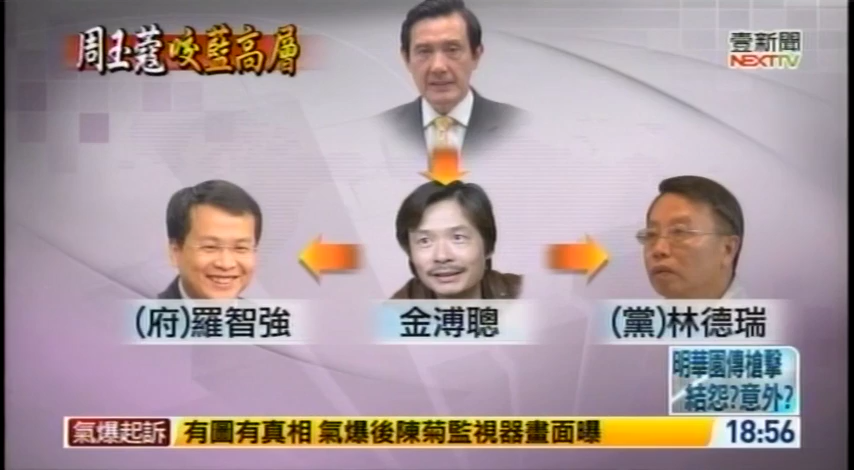 周玉蔻咬藍高層
壹新聞
NEXTTV
(府)羅智強
金溥聰
(黨)林德瑞
明華園傳槍擊
結怨?意外?
氣爆起訴
有圖有真相 氣爆後陳菊監視器畫面曝
18:56